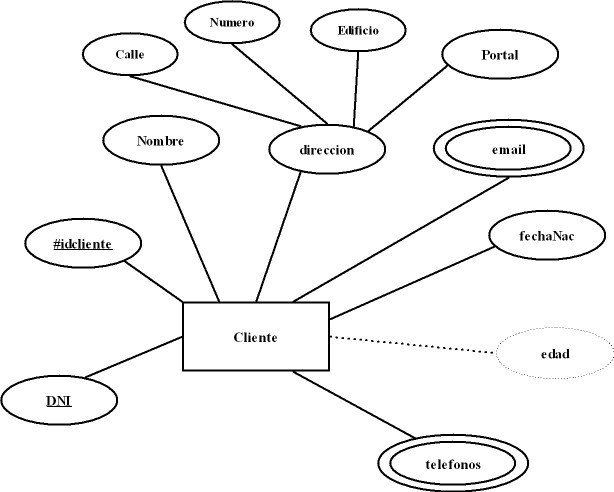 Numero
Edificio
Calle
Portal
Nombre
direccion
email
#idcliente
fechaNac
Cliente
edad
DNI
telefonos